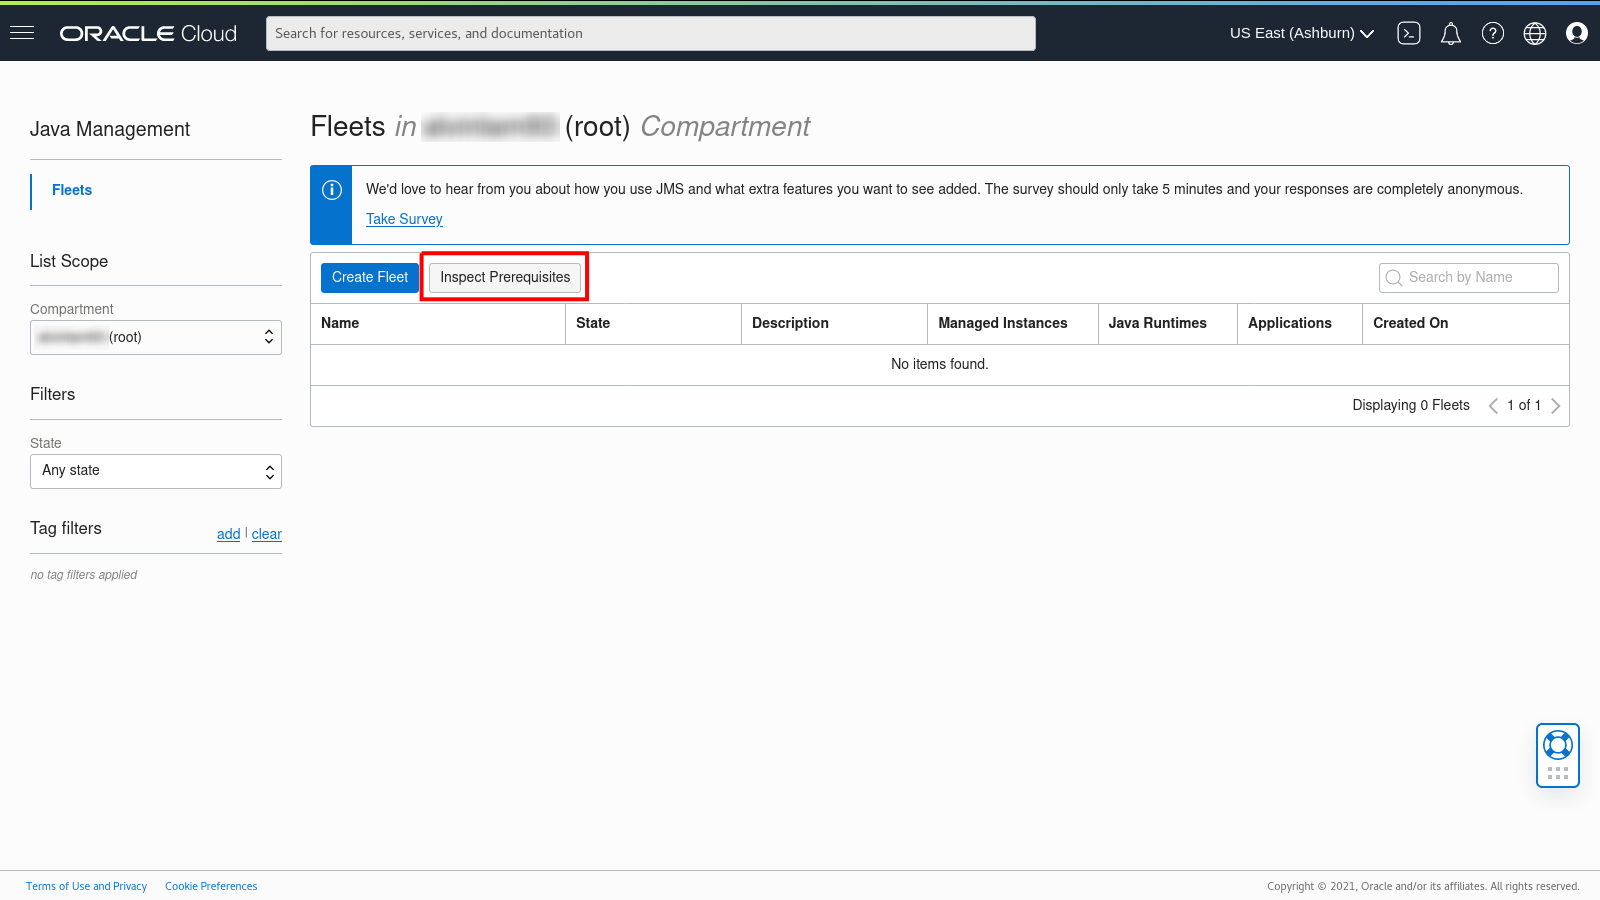 ORACLE Cloud
Search for resources, services, and documentation
US East (Ashburn)
Java Management
Fleets
List Scope
Compartment
(root)
Filters
State
Any state
Tag filters
add | clear
no tag filters applied
Fleets in (root) Compartment
We'd love to hear from you about how you use JMS and what extra features you want to see added. The survey should only take 5 minutes and your responses are completely anonymous.
Take Survey
Create Fleet Inspect Prerequisites Search by Name
Name State Description Managed Instances Java Runtimes Applications Created On
No items found.
Displaying 0 Fleets 1 of 1
Terms of Use and Privacy Cookie Preferences
Copyright © 2021, Oracle and/or its affiliates. All rights reserved.